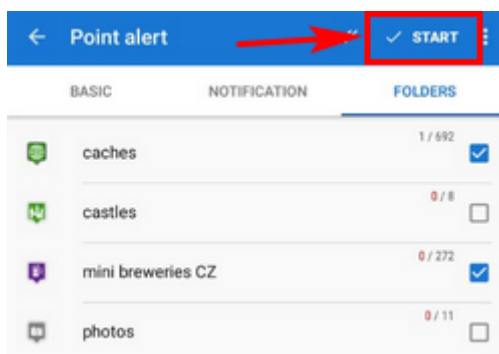 Point alert
START
BASIC NOTIFICATION FOLDERS
1 / 692
caches
0 / 8
castles
0 / 272
mini breweries CZ
0 / 11
photos